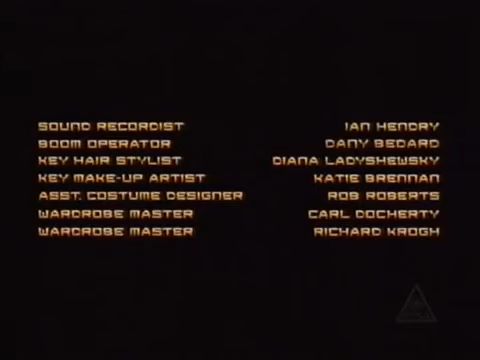 SOUND RECORDIST IAN HENDRY
BOOM OPERATOR DANY BEDARD
KEY HAIR STYLIST DIANA LADYSHEWSKY
KEY MAKE-UP ARTIST KATIE BRENNAN
ASST. COSTUME DESIGNER ROB ROBERTS
WARDROBE MASTER CARL DOCHERTY
WARDROBE MASTER RICHARD KROGH